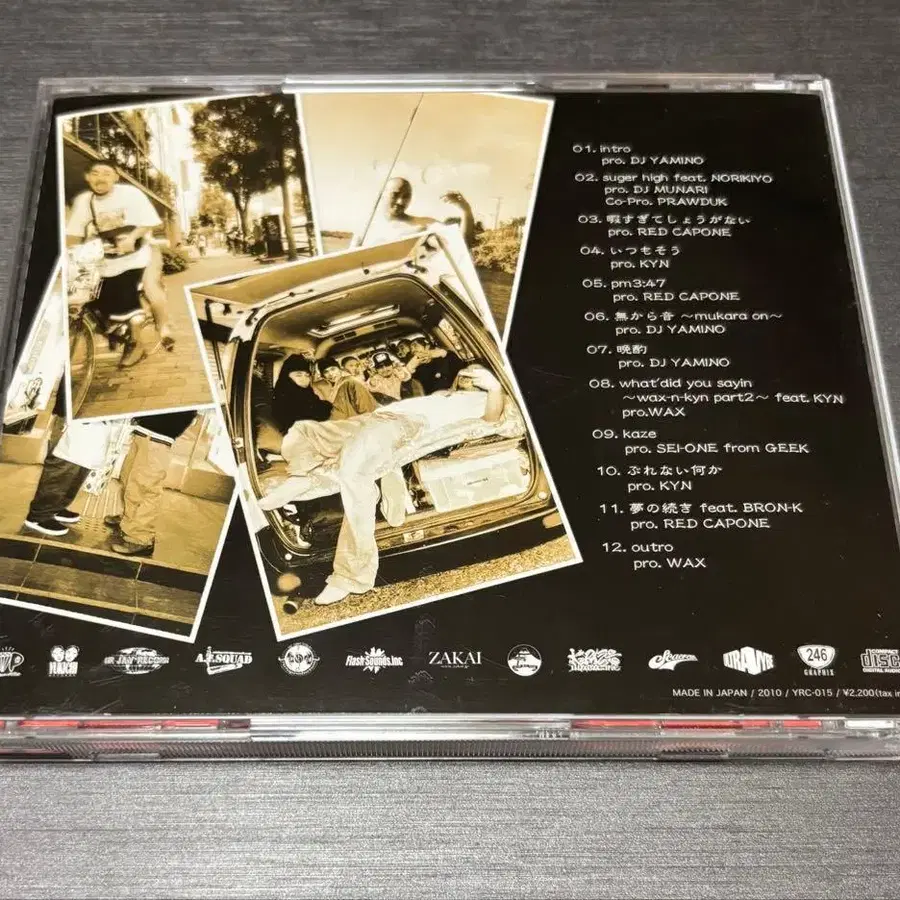 01. intro
pro. DJ YAMINO
02. suger high feat. NORIKIYO
pro. DJ MUNARI
Co-Pro. PRAWDUK
03. 暇すぎてしょうがない
pro. RED CAPONE
04. いつもそう
pro. KYN
05. pm3:47
pro. RED CAPONE
06. 無から音 ～mukara on～
pro. DJ YAMINO
07. 晩酌
pro. DJ YAMINO
08. what'did you sayin
～wax-n-kyn part2～ feat. KYN
pro.WAX
09. kaze
pro. SEI-ONE from GEEK
10. ぶれない何か
pro. KYN
11. 夢の続き feat. BRON-K
pro. RED CAPONE
12. outro
pro. WAX
A.F.SQUAD
Flash Sounds.inc
ZAKAI
246
GRAPHIX
COMPACT
disc
DIGITAL AUDIO
MADE IN JAPAN / 2010 / YRC-015 / ¥2,200(tax in